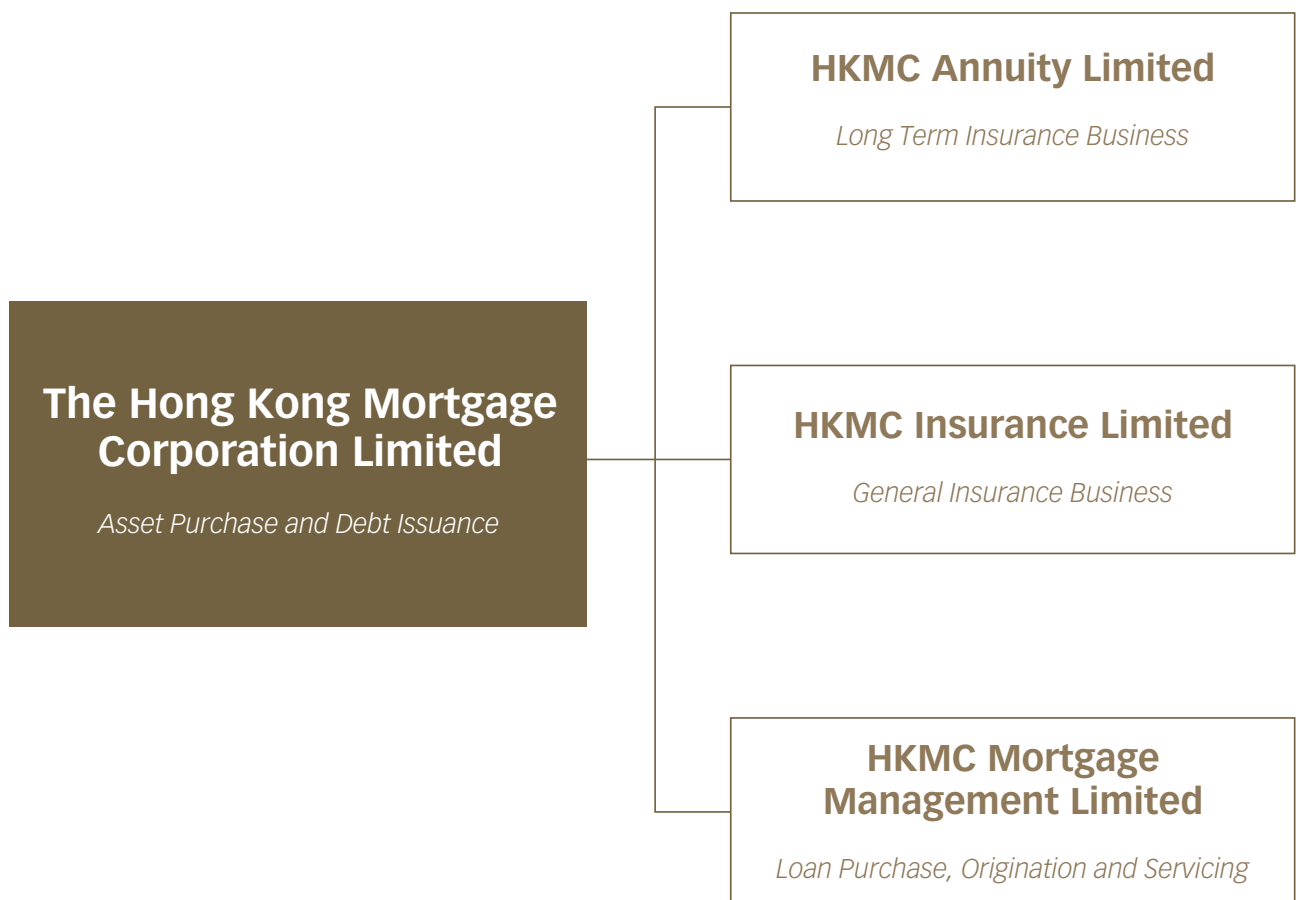 HKMC Annuity Limited
Long Term Insurance Business
The Hong Kong Mortgage
Corporation Limited
Asset Purchase and Debt Issuance
HKMC Insurance Limited
General Insurance Business
HKMC Mortgage
Management Limited
Loan Purchase, Origination and Servicing